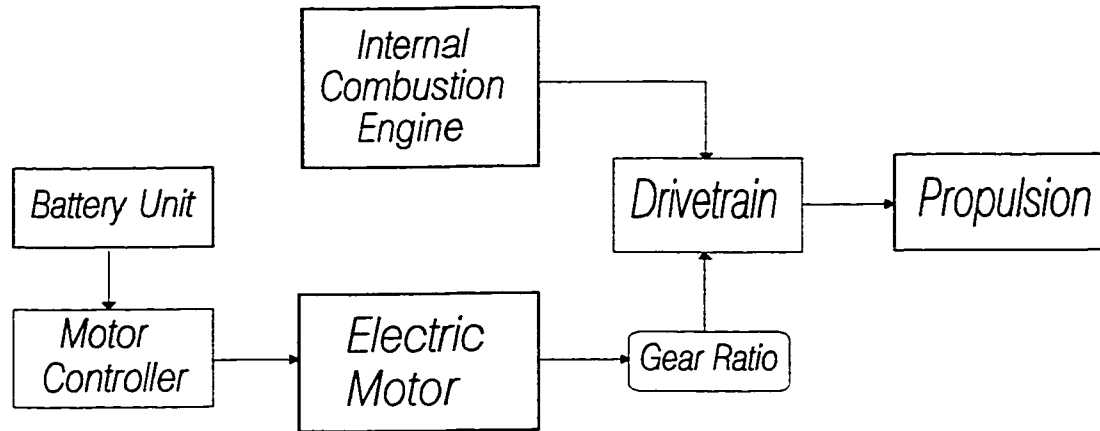 Internal
Combustion
Engine
Battery Unit
Drivetrain
Propulsion
Motor
Controller
Electric
Motor
Gear Ratio